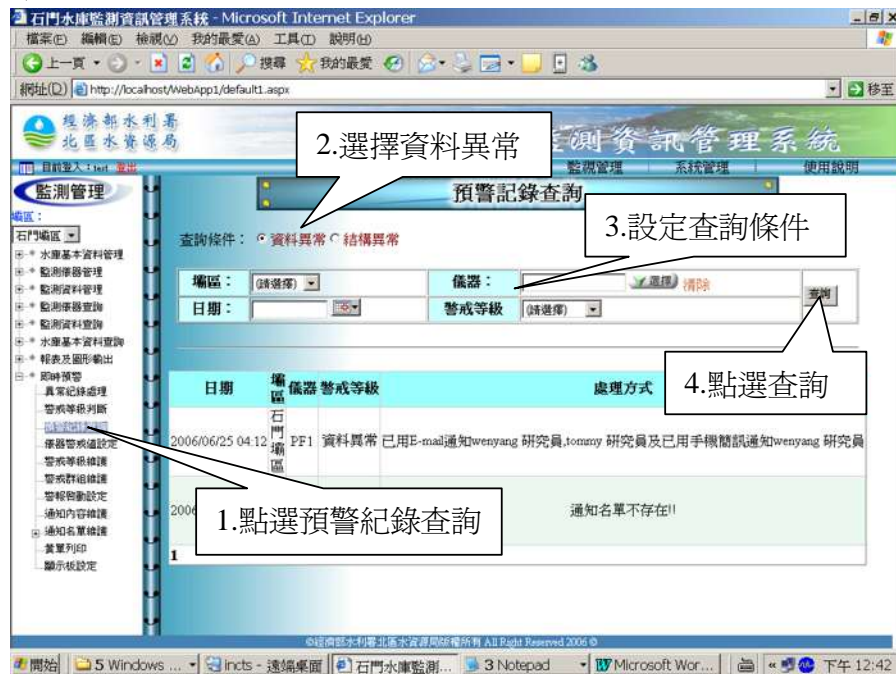 石門水庫監測資訊管理系統 - Microsoft Internet Explorer
檔案(F) 編輯(E) 檢視(V) 我的最愛(A) 工具(T) 說明(H)
上一頁 搜尋 我的最愛
網址(D) http://localhost/WebApp1/default1.aspx 移至
經濟部水利署
北區水資源局
測資訊管理系統
目前登入：test 登出
監視管理 系統管理 使用說明
監測管理
壩區：
石門壩區
水庫基本資料管理
監測儀器管理
監測資料管理
監測儀器查詢
監測資料查詢
水庫基本資料查詢
報表及圖形輸出
即時預警
異常紀錄處理
警戒等級判斷
儀器警戒值設定
警戒等級維護
警戒群組維護
警報啟動設定
通知內容維護
通知名單維護
簽單列印
顯示板設定
預警記錄查詢
查詢條件： 資料異常 結構異常
壩區： (請選擇) 儀器： 選擇 清除
日期： 警戒等級 (請選擇)
查詢
日期 壩區 儀器 警戒等級 處理方式
2006/06/25 04:12 石門壩區 PF1 資料異常 已用E-mail通知wenyang 研究員,tommy 研究員及已用手機簡訊通知wenyang 研究員
2006 通知名單不存在!!
1
1.點選預警紀錄查詢
2.選擇資料異常
3.設定查詢條件
4.點選查詢
©經濟部水利署北區水資源局版權所有 All Right Reserved 2006 ©
開始 5 Windows ... incts - 遠端桌面 石門水庫監測... 3 Notepad Microsoft Wor... 下午 12:42